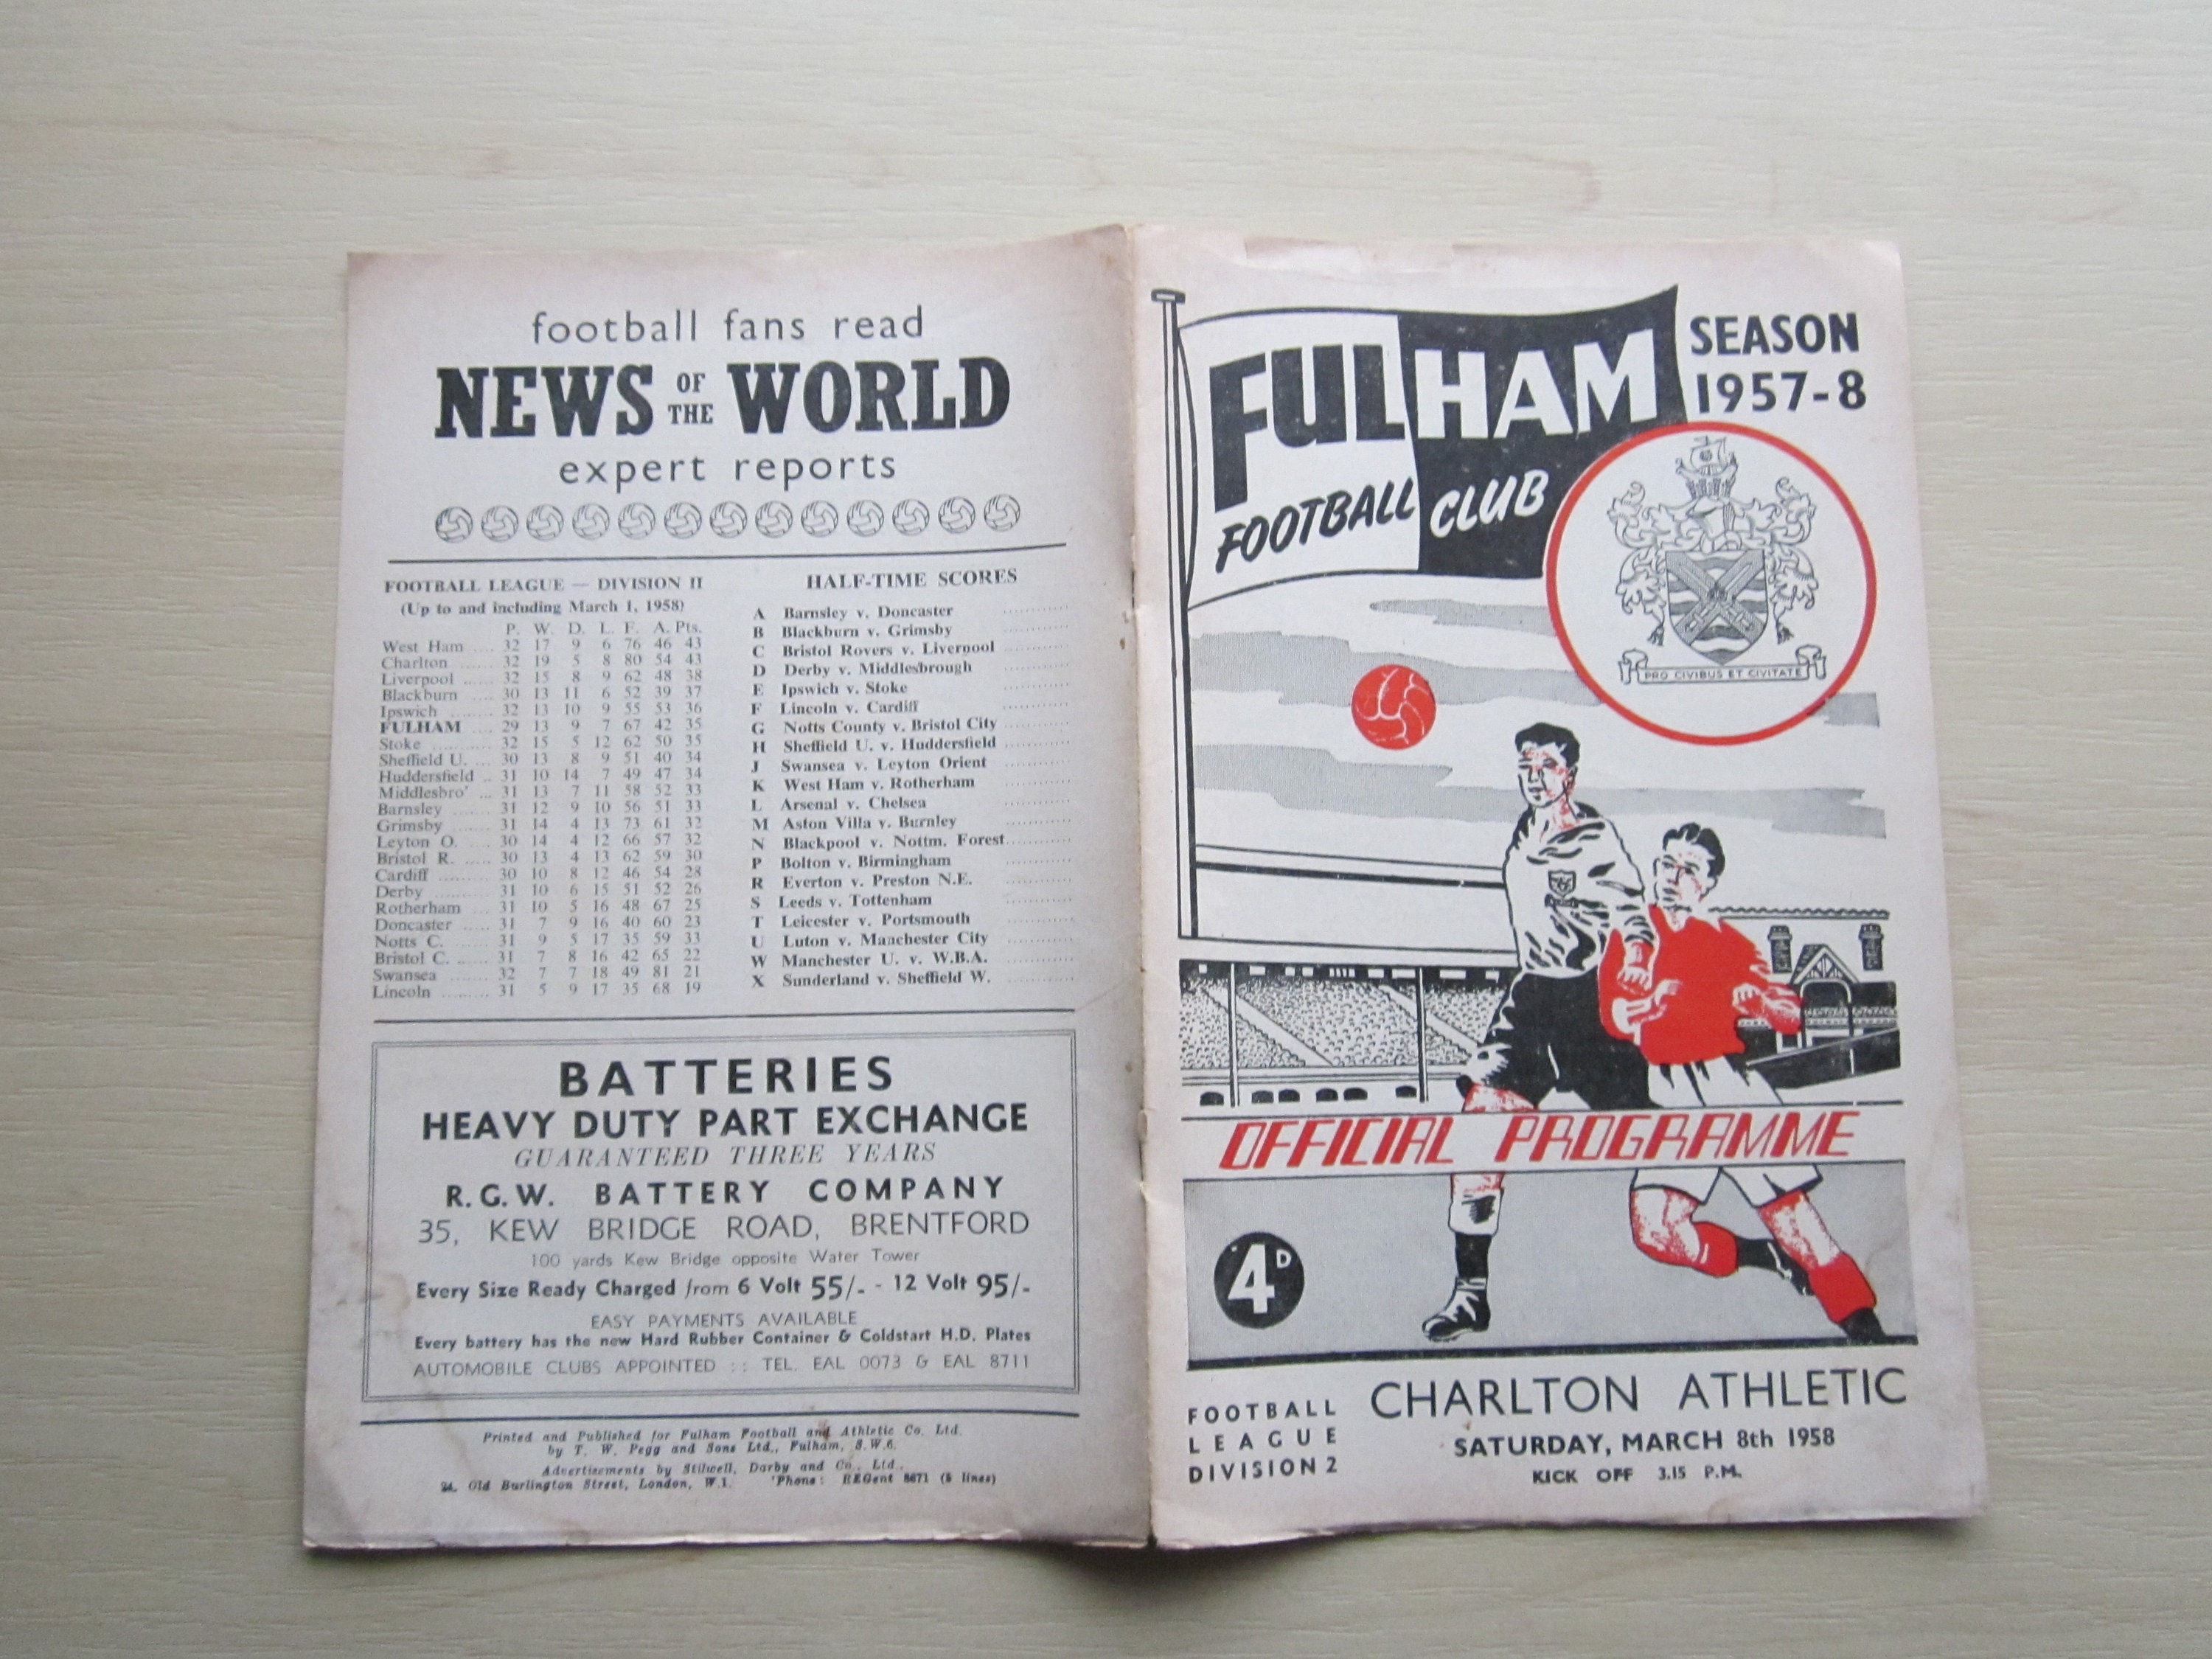 football fans read
NEWS OF THE WORLD
expert reports
FOOTBALL LEAGUE — DIVISION II
(Up to and including March 1, 1958)
P. W. D. L. F. A. Pts.
West Ham .... 32 17 9 6 76 46 43
Charlton ...... 32 19 5 8 80 54 43
Liverpool ...... 32 15 8 9 62 48 38
Blackburn ..... 30 13 11 6 52 39 37
Ipswich ........ 32 13 10 9 55 53 36
FULHAM ... 29 13 9 7 67 42 35
Stoke ........... 32 15 5 12 62 50 35
Sheffield U. ... 30 13 8 9 51 40 34
Huddersfield .. 31 10 14 7 49 47 34
Middlesbro' ... 31 13 7 11 58 52 33
Barnsley ...... 31 12 9 10 56 51 33
Grimsby ....... 31 14 4 13 73 61 32
Leyton O. .... 30 14 4 12 66 57 32
Bristol R. ..... 30 13 4 13 62 59 30
Cardiff ......... 30 10 8 12 46 54 28
Derby .......... 31 10 6 15 51 52 26
Rotherham ... 31 10 5 16 48 67 25
Doncaster ..... 31 7 9 16 40 60 23
Notts C. ....... 31 9 5 17 35 59 33
Bristol C. ...... 31 7 8 16 42 65 22
Swansea ....... 32 7 7 18 49 81 21
Lincoln ......... 31 5 9 17 35 68 19
HALF-TIME SCORES
A Barnsley v. Doncaster ............
B Blackburn v. Grimsby ............
C Bristol Rovers v. Liverpool ............
D Derby v. Middlesbrough ............
E Ipswich v. Stoke ............
F Lincoln v. Cardiff ............
G Notts County v. Bristol City ............
H Sheffield U. v. Huddersfield ............
J Swansea v. Leyton Orient ............
K West Ham v. Rotherham ............
L Arsenal v. Chelsea ............
M Aston Villa v. Burnley ............
N Blackpool v. Nottm. Forest............
P Bolton v. Birmingham ............
R Everton v. Preston N.E. ............
S Leeds v. Tottenham ............
T Leicester v. Portsmouth ............
U Luton v. Manchester City ............
W Manchester U. v. W.B.A. ............
X Sunderland v. Sheffield W. ............
BATTERIES
HEAVY DUTY PART EXCHANGE
GUARANTEED THREE YEARS
R.G.W. BATTERY COMPANY
35, KEW BRIDGE ROAD, BRENTFORD
100 yards Kew Bridge opposite Water Tower
Every Size Ready Charged from 6 Volt 55/- - 12 Volt 95/-
EASY PAYMENTS AVAILABLE
Every battery has the new Hard Rubber Container & Coldstart H.D. Plates
AUTOMOBILE CLUBS APPOINTED :: TEL. EAL 0073 & EAL 8711
Printed and Published for Fulham Football and Athletic Co. Ltd.
by T. W. Pegg and Sons Ltd., Fulham, S.W.6.
Advertisements by Stilwell, Darby and Co., Ltd.,
24, Old Burlington Street, London, W.1. 'Phone: REGent 8671 (5 lines)
FULHAM
FOOTBALL CLUB
SEASON
1957-8
PRO CIVIBUS ET CIVITATE
OFFICIAL PROGRAMME
4D
FOOTBALL
LEAGUE
DIVISION 2
CHARLTON ATHLETIC
SATURDAY, MARCH 8th 1958
KICK OFF 3.15 P.M.